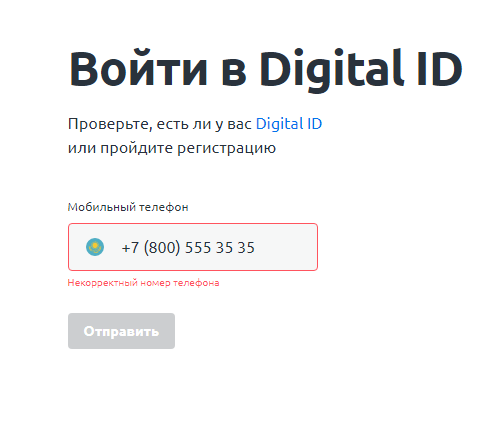 Войти в Digital ID
Проверьте, есть ли у вас Digital ID
или пройдите регистрацию
Мобильный телефон
+7 (800) 555 35 35
Некорректный номер телефона
Отправить